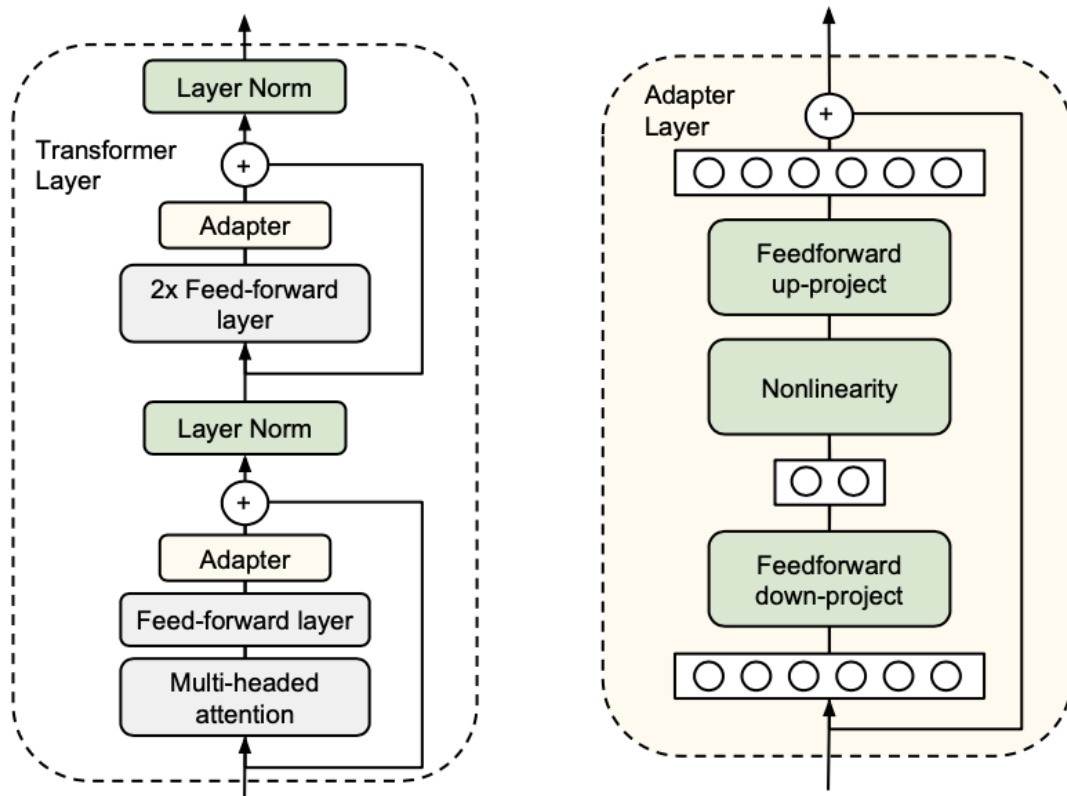 Layer Norm
Transformer
Layer
+
Adapter
2x Feed-forward
layer
Layer Norm
+
Adapter
Feed-forward layer
Multi-headed
attention
Adapter
Layer
+
Feedforward
up-project
Nonlinearity
Feedforward
down-project